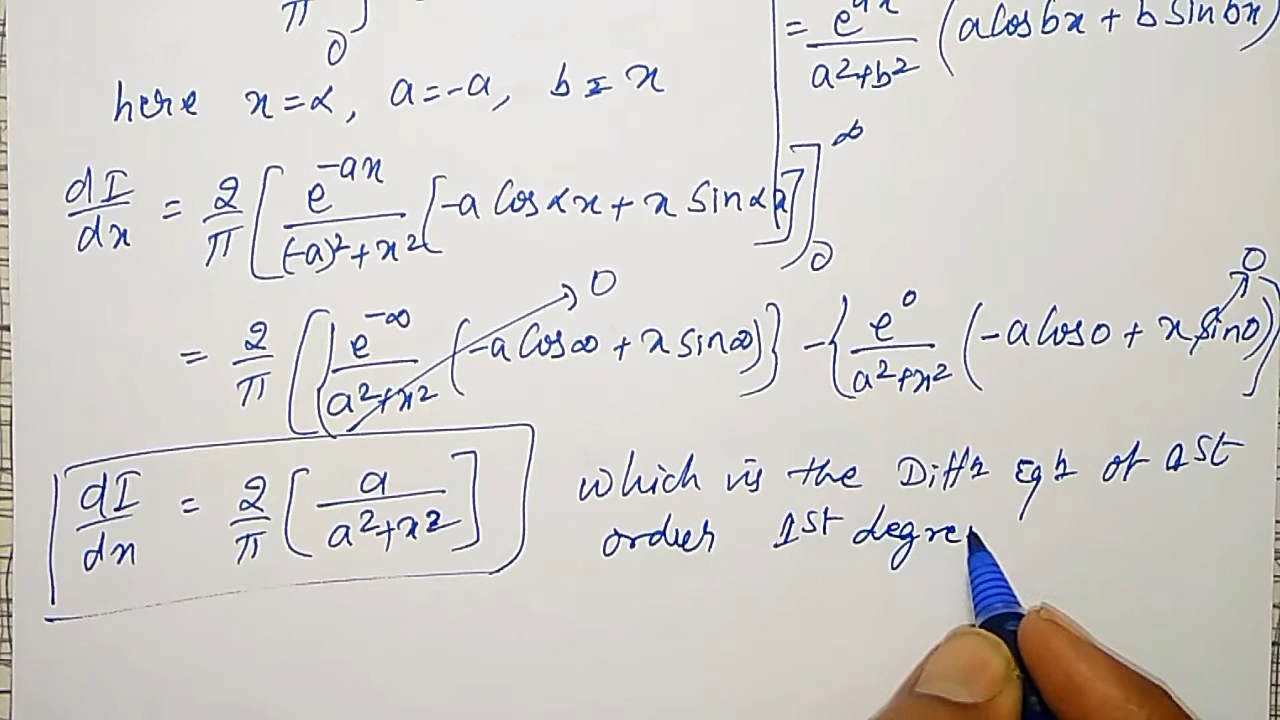 2/π ∫_0
= e^{ax}/(a²+b²) (a cos bx + b sin bx)
here x = α, a = -a, b = x
dI/dx = 2/π [ e^{-ax}/((-a)²+x²) [-a Cos αx + x Sin αx] ]_0^∞
= 2/π [ { e^{-∞}/(a²+x²) (-a Cos ∞ + x sin ∞) } - { e^0/(a²+x²) (-a Cos 0 + x sin 0)
0
0
dI/dx = 2/π [ a/(a²+x²) ]
which is the Diffn Eqn of 1st
order 1st degree